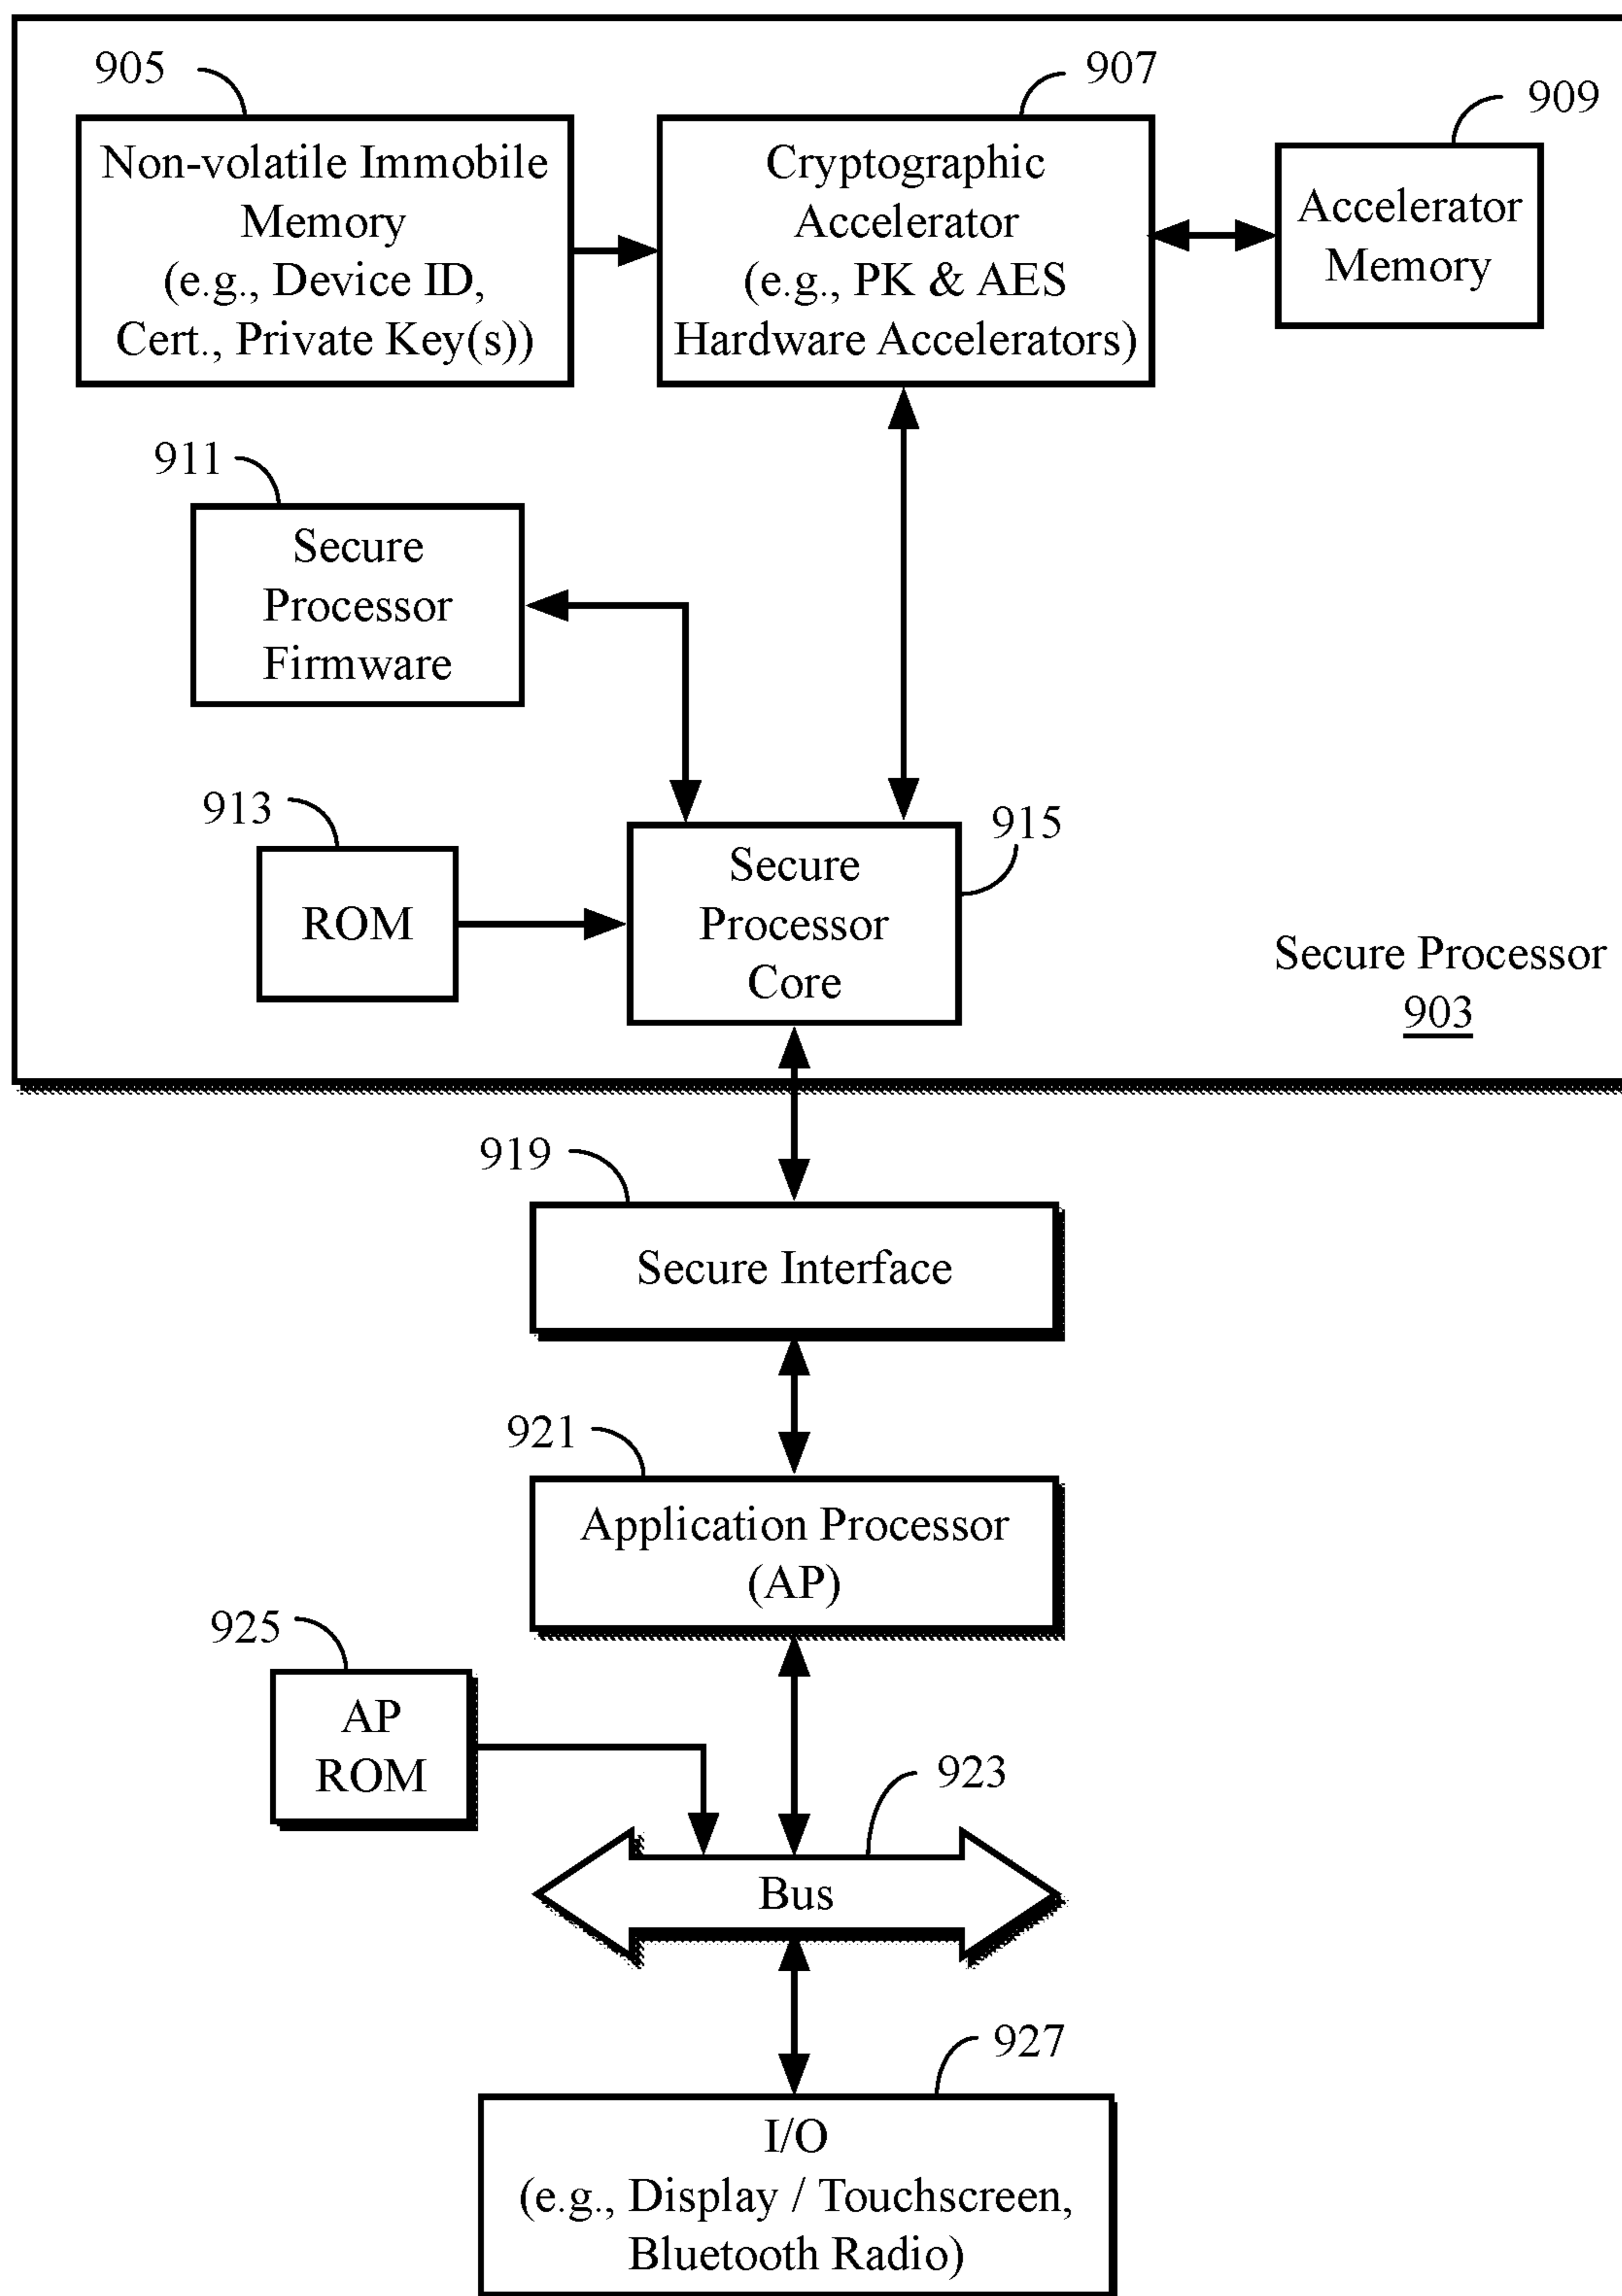 905
907
909
Non-volatile Immobile
Memory
(e.g., Device ID,
Cert., Private Key(s))
Cryptographic
Accelerator
(e.g., PK & AES
Hardware Accelerators)
Accelerator
Memory
911
Secure
Processor
Firmware
913
ROM
915
Secure
Processor
Core
Secure Processor
903
919
Secure Interface
921
Application Processor
(AP)
925
AP
ROM
923
Bus
927
I/O
(e.g., Display / Touchscreen,
Bluetooth Radio)